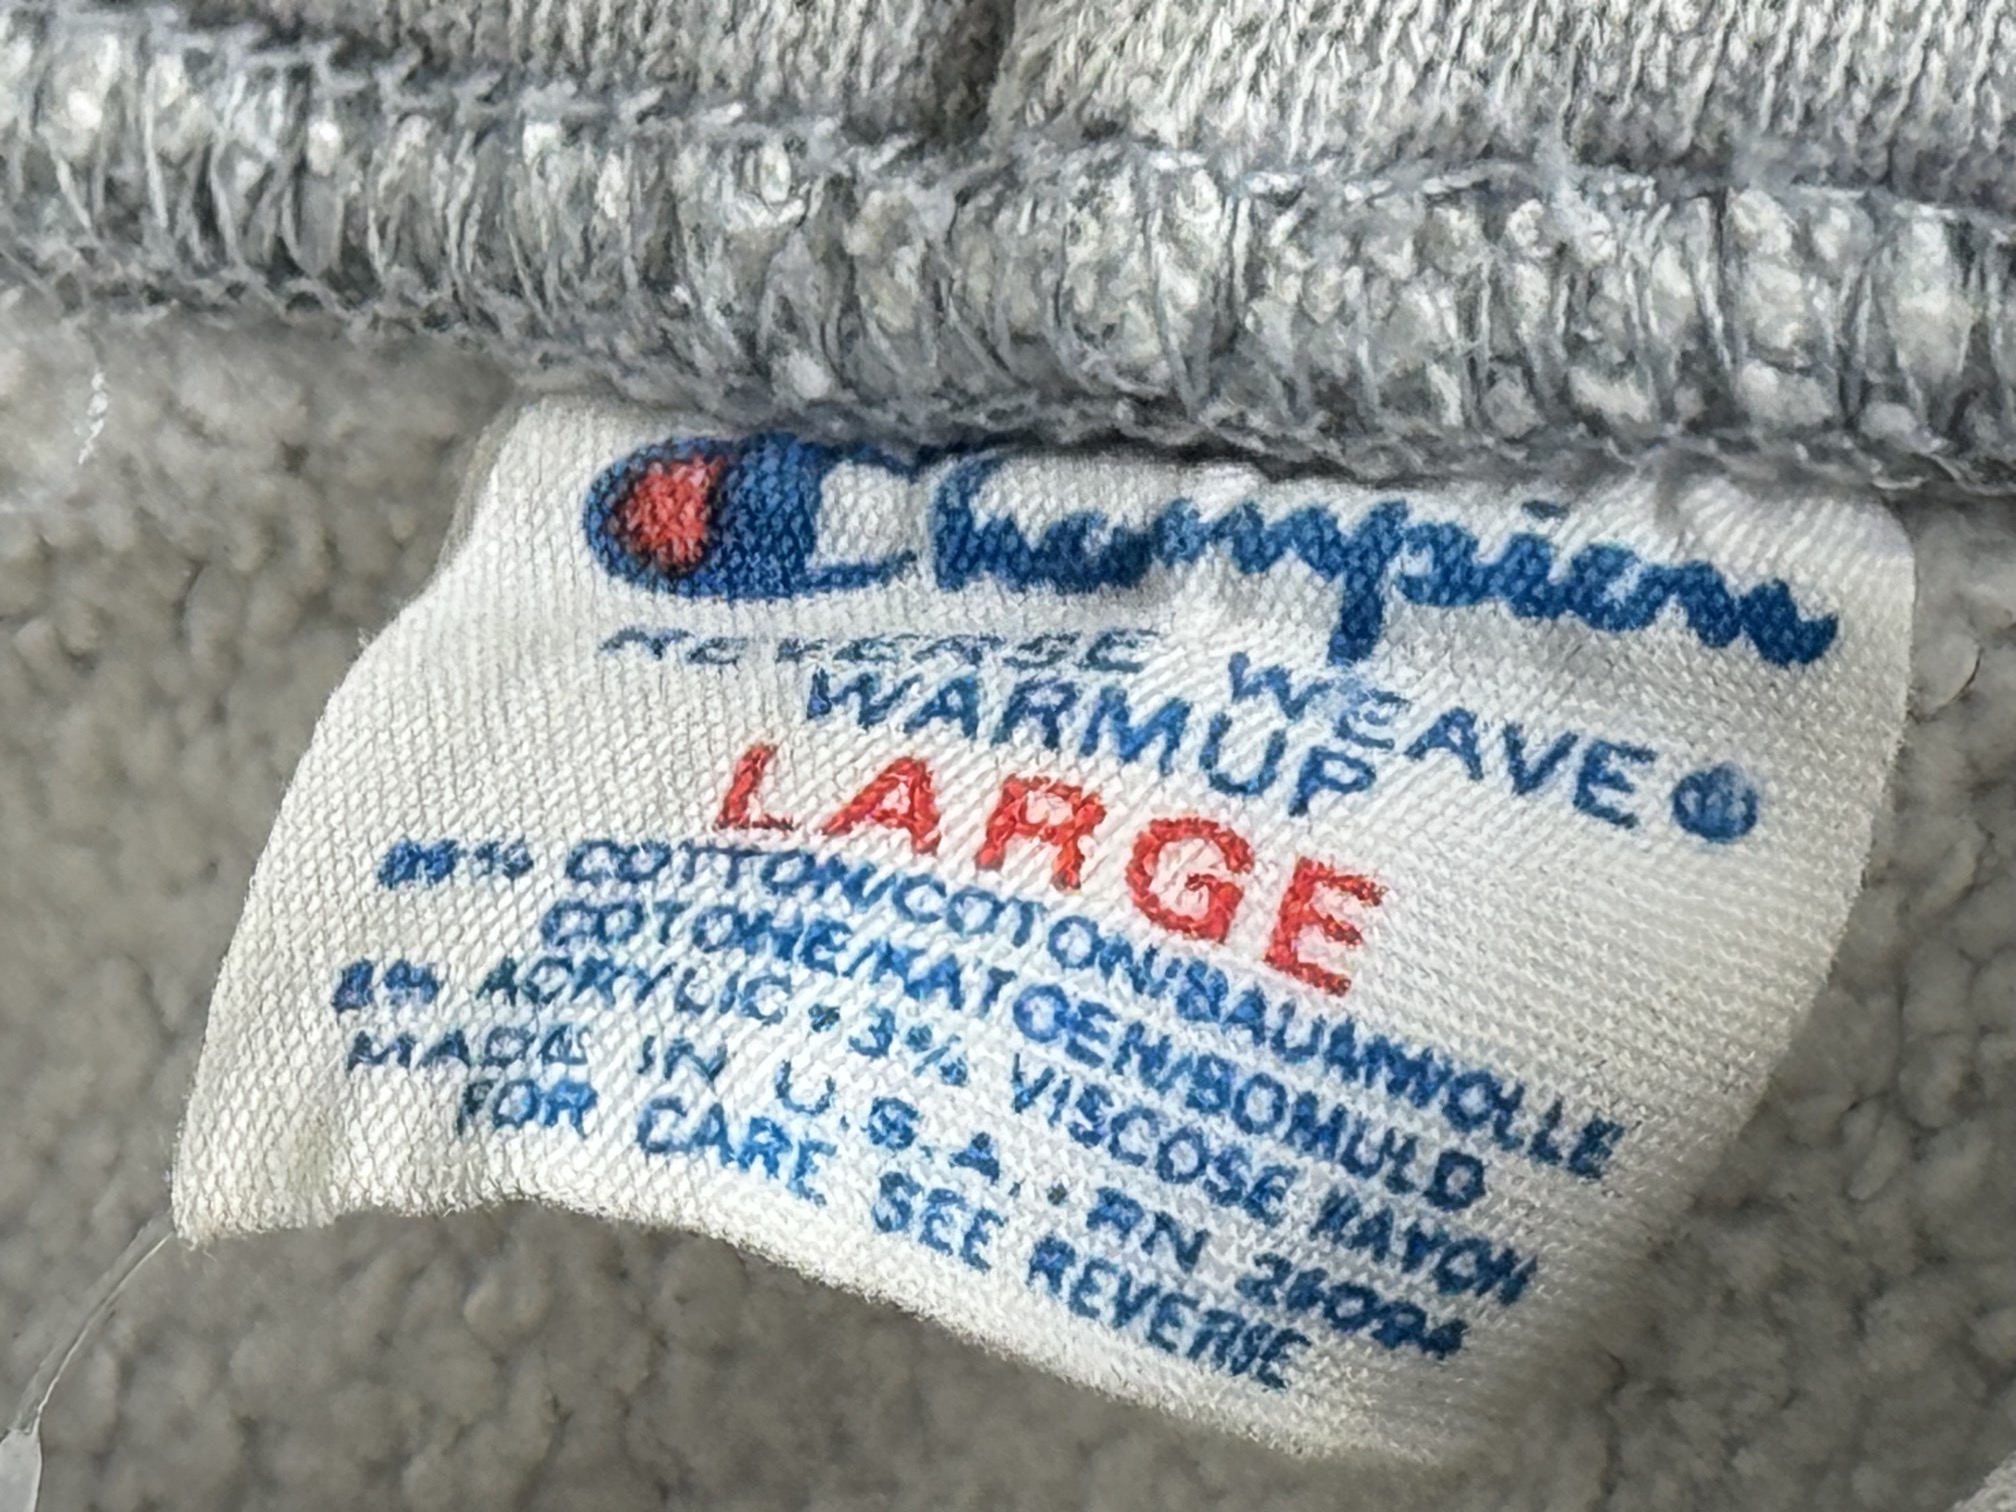 Champion
REVERSE WEAVE®
WARMUP
LARGE
COTTON/COTON/BAUMWOLLE
COTONE/KATOEN/BOMULD
8% ACRYLIC • 3% VISCOSE RAYON
MADE IN U.S.A. • RN
FOR CARE SEE REVERSE